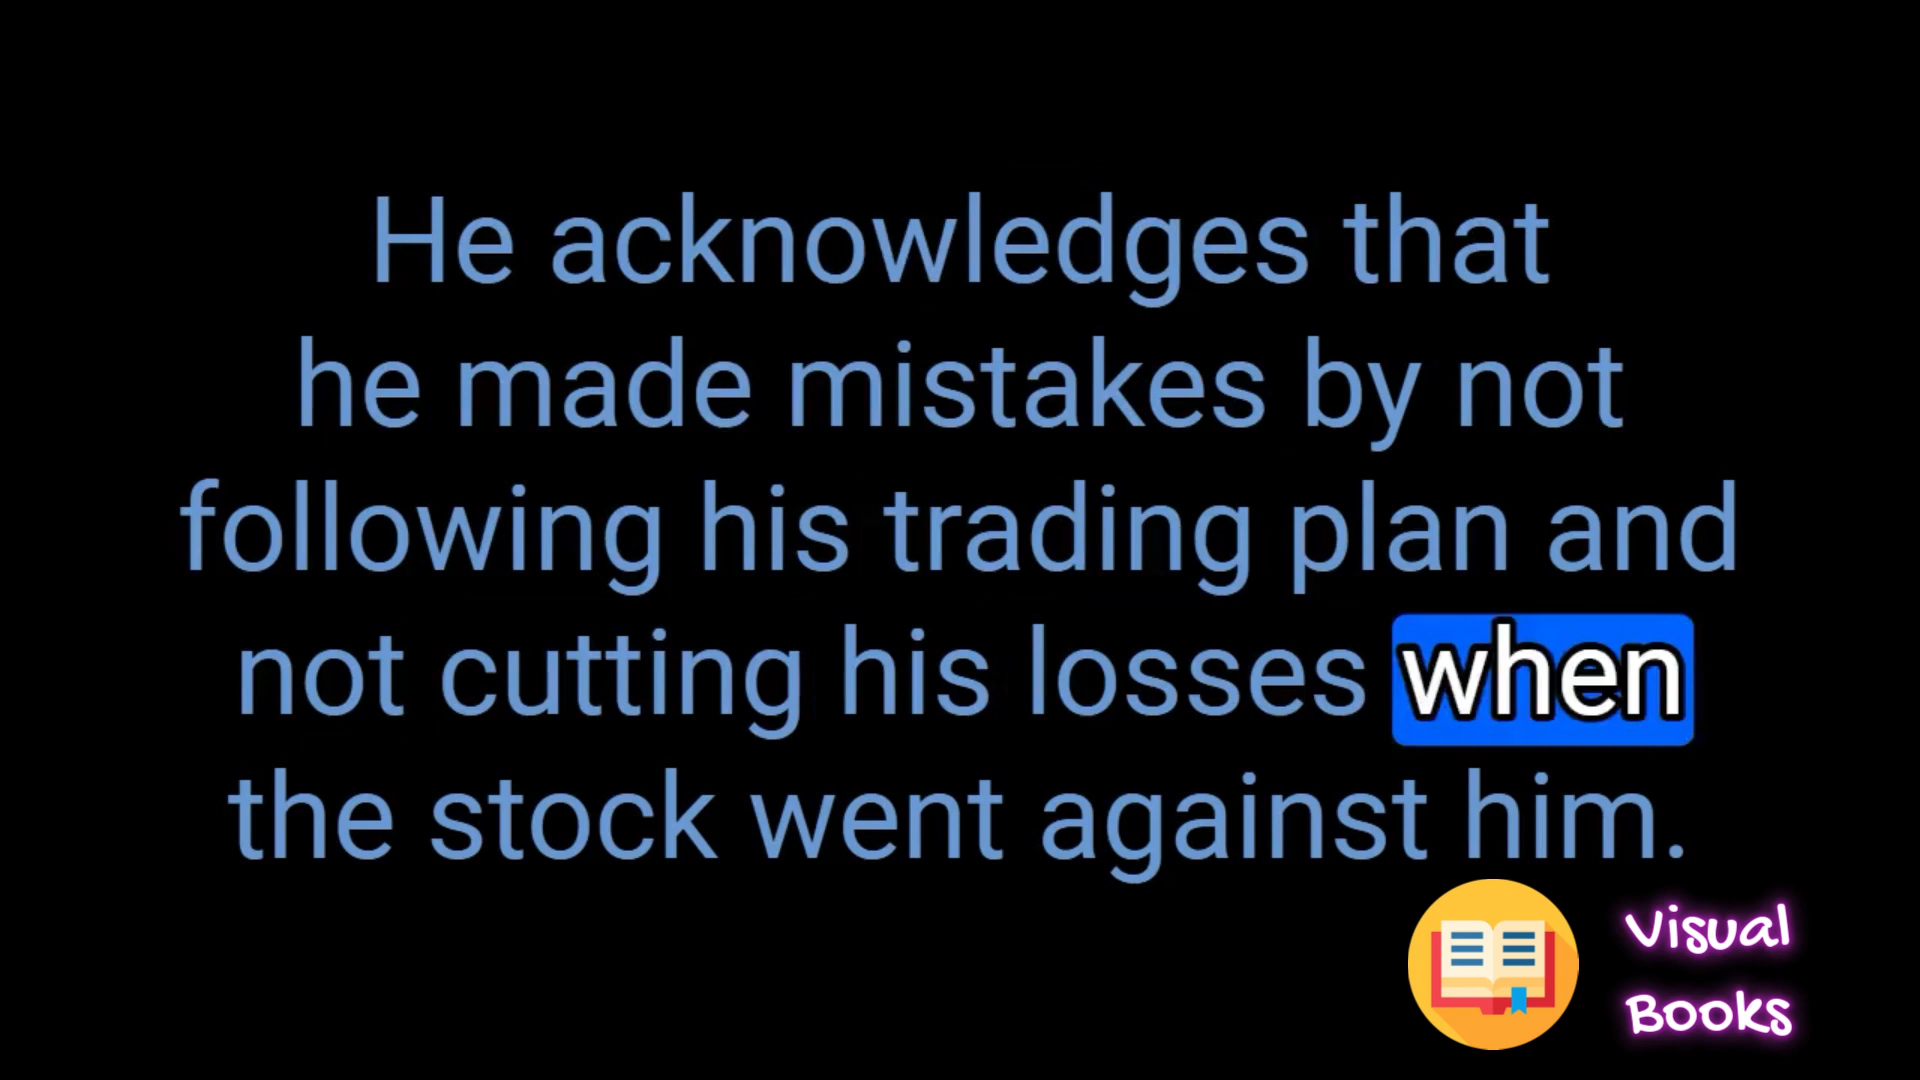 He acknowledges that
he made mistakes by not
following his trading plan and
not cutting his losses when
the stock went against him.
Visual
Books